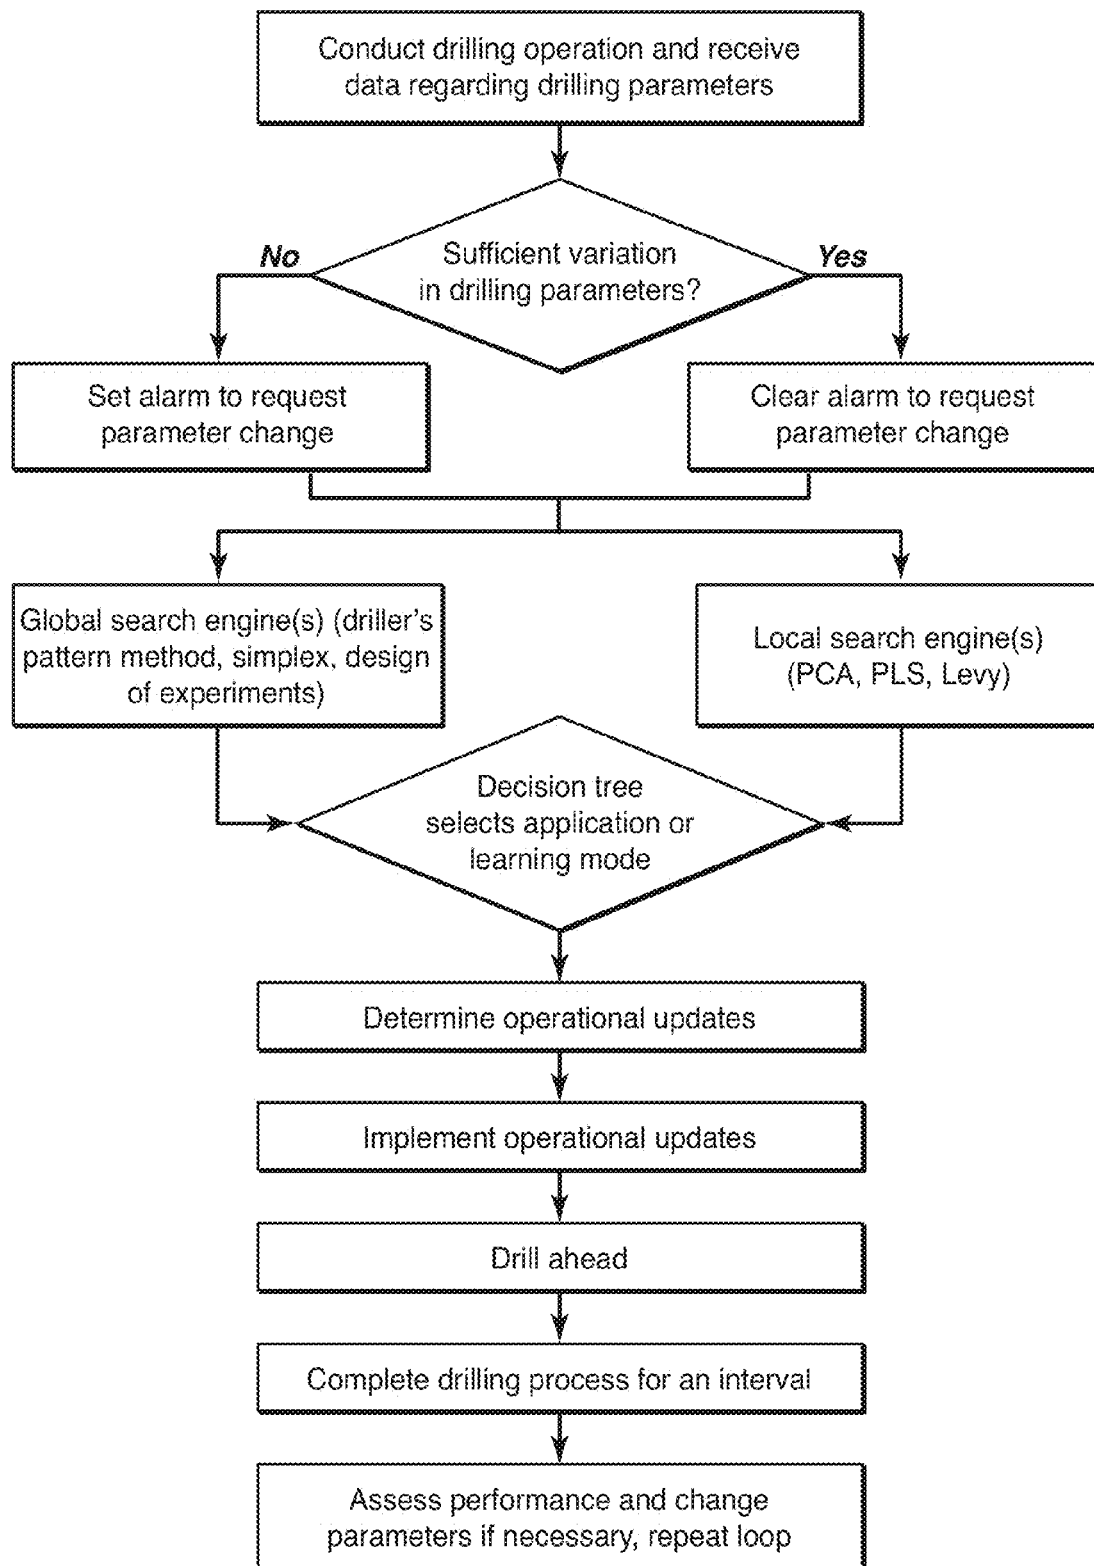 Conduct drilling operation and receive
data regarding drilling parameters
No
Sufficient variation
in drilling parameters?
Yes
Set alarm to request
parameter change
Clear alarm to request
parameter change
Global search engine(s) (driller's
pattern method, simplex, design
of experiments)
Local search engine(s)
(PCA, PLS, Levy)
Decision tree
selects application or
learning mode
Determine operational updates
Implement operational updates
Drill ahead
Complete drilling process for an interval
Assess performance and change
parameters if necessary, repeat loop